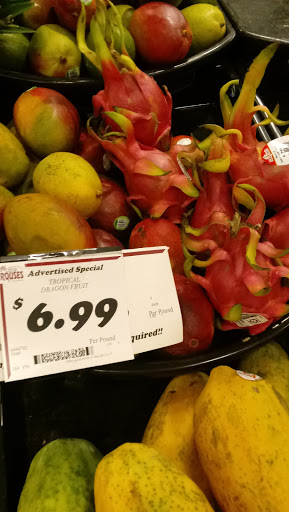 ROUSES
Advertised Special
TROPICAL
DRAGON FRUIT
$6.99
Per Pound
Per Pound
quired!!